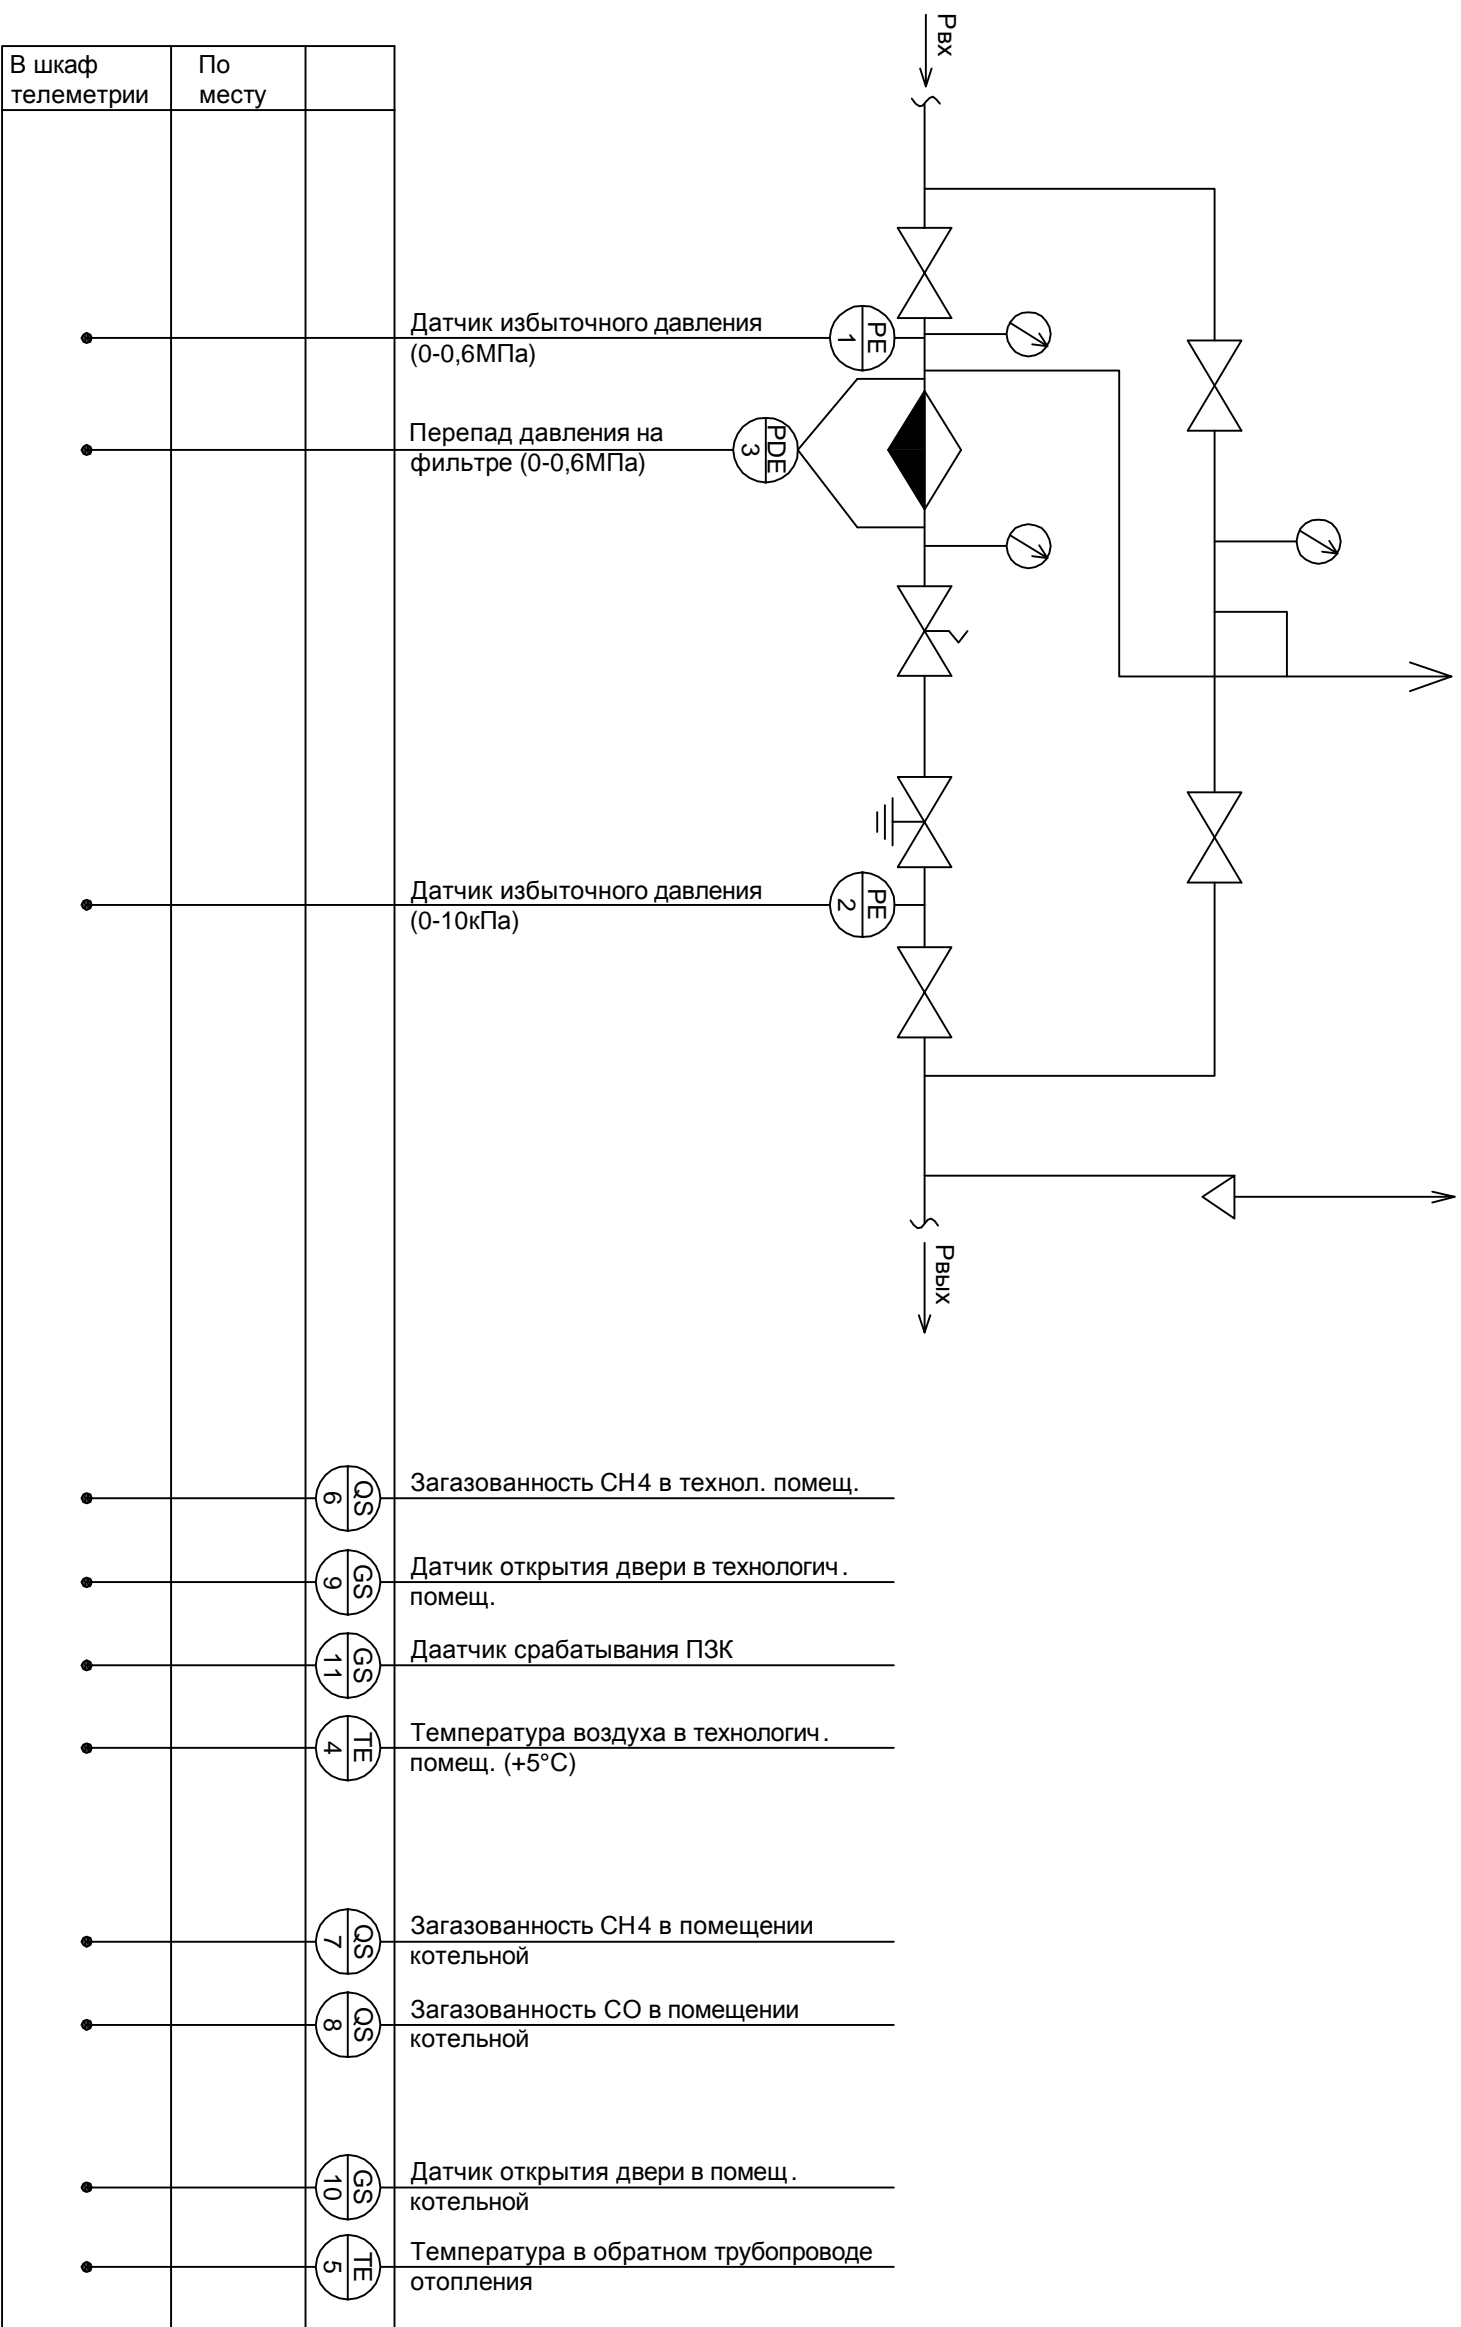 Рвх
В шкаф
телеметрии
По
месту
Датчик избыточного давления
(0-0,6МПа)
PE
1
Перепад давления на
фильтре (0-0,6МПа)
PDE
3
Датчик избыточного давления
(0-10кПа)
PE
2
Рвых
QS
6
Загазованность CH4 в технол. помещ.
GS
9
Датчик открытия двери в технологич.
помещ.
GS
11
Даатчик срабатывания ПЗК
TE
4
Температура воздуха в технологич.
помещ. (+5°C)
QS
7
Загазованность CH4 в помещении
котельной
QS
8
Загазованность CO в помещении
котельной
GS
10
Датчик открытия двери в помещ.
котельной
TE
5
Температура в обратном трубопроводе
отопления